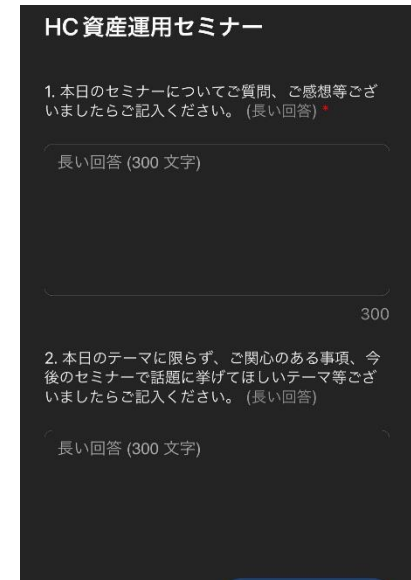 HC 資産運用セミナー
1. 本日のセミナーについてご質問、ご感想等ござ
いましたらご記入ください。 (長い回答) *
長い回答 (300 文字)
300
2. 本日のテーマに限らず、ご関心のある事項、今
後のセミナーで話題に挙げてほしいテーマ等ござ
いましたらご記入ください。 (長い回答)
長い回答 (300 文字)